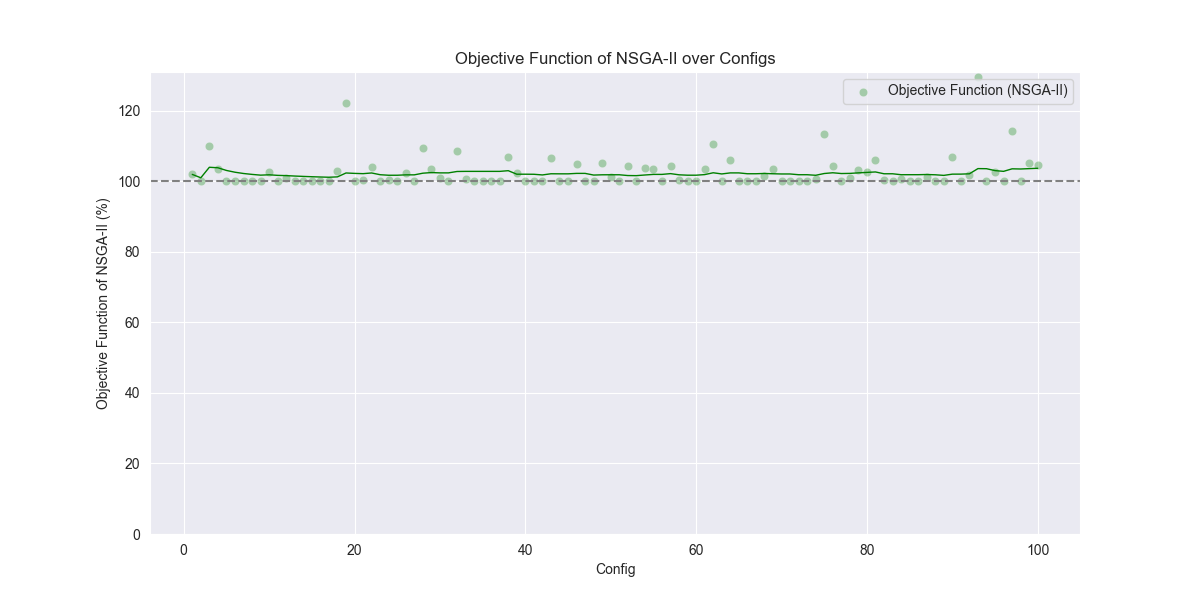 Objective Function of NSGA-II over Configs
Objective Function (NSGA-II)
Objective Function of NSGA-II (%)
120
100
80
60
40
20
0
0 20 40 60 80 100
Config